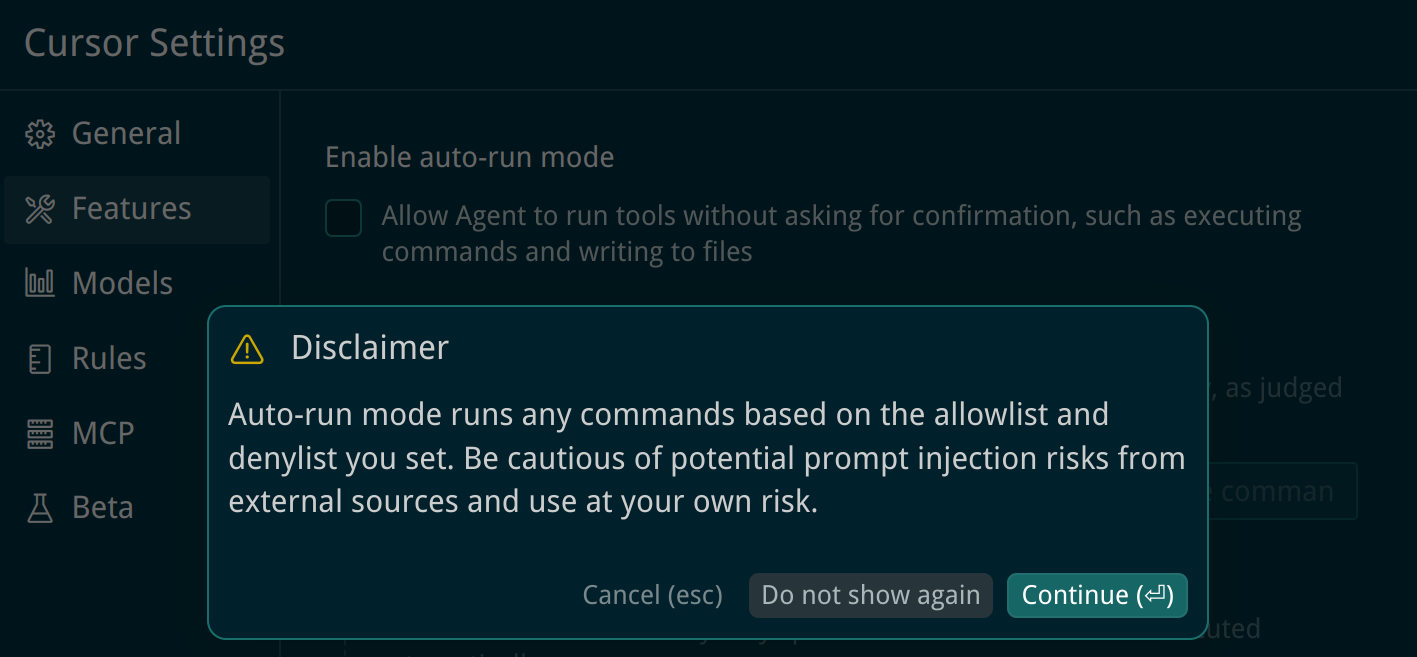 Cursor Settings
General
Features
Models
Rules
MCP
Beta
Enable auto-run mode
Allow Agent to run tools without asking for confirmation, such as executing
commands and writing to files
, as judged
comman
Disclaimer
Auto-run mode runs any commands based on the allowlist and
denylist you set. Be cautious of potential prompt injection risks from
external sources and use at your own risk.
Cancel (esc)
Do not show again
Continue (⏎)